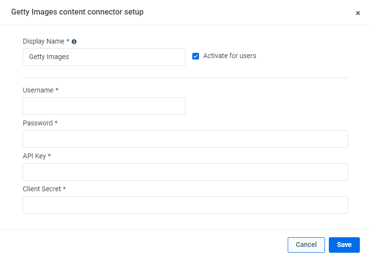 Getty Images content connector setup
Display Name *
Getty Images
Activate for users
Username *
Password *
API Key *
Client Secret *
Cancel Save